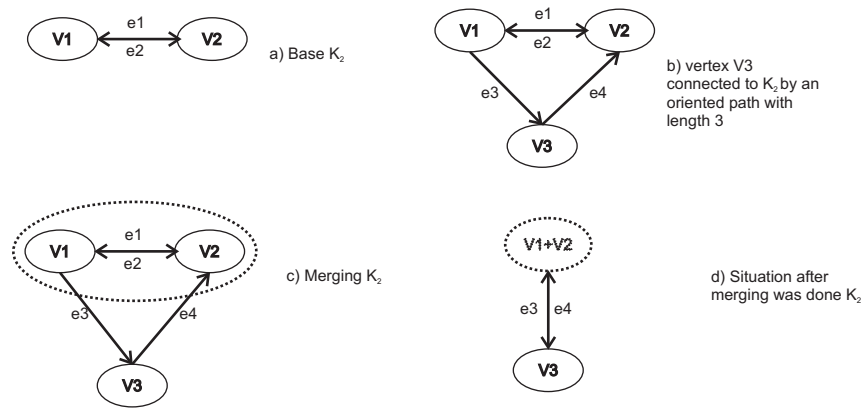 V1
e1
e2
V2
a) Base K2
V1
e1
e2
V2
e3
e4
V3
b) vertex V3
connected to K2 by an
oriented path with
length 3
V1
e1
e2
V2
e3
e4
V3
c) Merging K2
V1+V2
e3
e4
V3
d) Situation after
merging was done K2